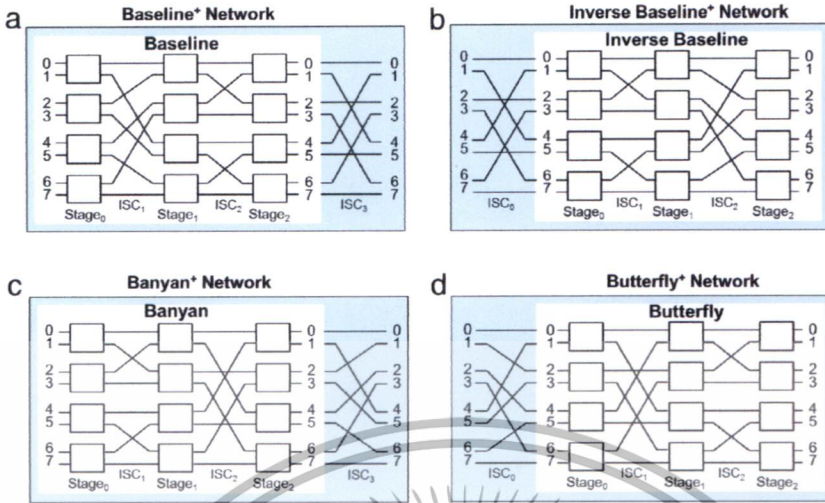 a
Baseline⁺ Network
Baseline
0 0
1 1
2 2
3 3
4 4
5 5
6 6
7 7
Stage₀ ISC₁ Stage₁ ISC₂ Stage₂ ISC₃
b
Inverse Baseline⁺ Network
Inverse Baseline
0 0
1 1
2 2
3 3
4 4
5 5
6 6
7 7
ISC₀ Stage₀ ISC₁ Stage₁ ISC₂ Stage₂
c
Banyan⁺ Network
Banyan
0 0 0
1 1 1
2 2 2
3 3 3
4 4 4
5 5 5
6 6 6
7 7 7
Stage₀ ISC₁ Stage₁ ISC₂ Stage₂ ISC₃
d
Butterfly⁺ Network
Butterfly
0 0
1 1
2 2
3 3
4 4
5 5
6 6
7 7
ISC₀ Stage₀ ISC₁ Stage₁ ISC₂ Stage₂